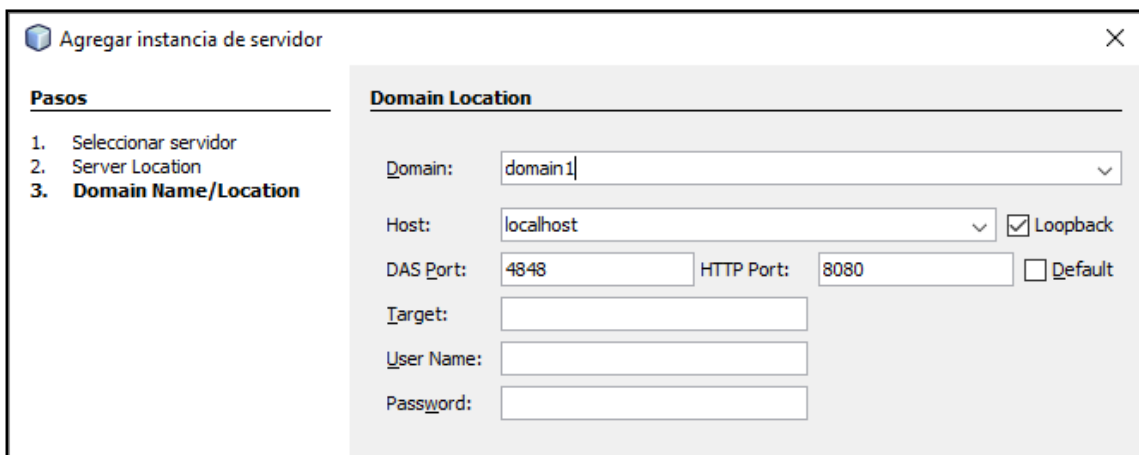 Agregar instancia de servidor
Pasos
1. Seleccionar servidor
2. Server Location
3. Domain Name/Location
Domain Location
Domain: domain1
Host: localhost Loopback
DAS Port: 4848 HTTP Port: 8080 Default
Target:
User Name:
Password: